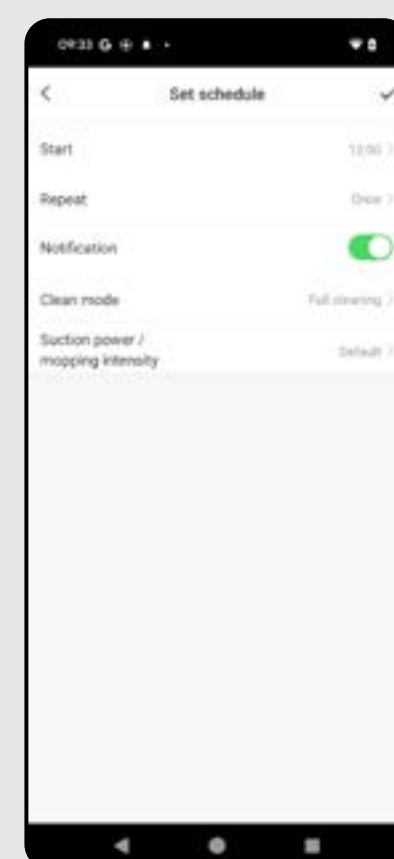 09:33 G
Set schedule
Start 12:00
Repeat Once
Notification
Clean mode Full cleaning
Suction power /
mopping intensity
Default